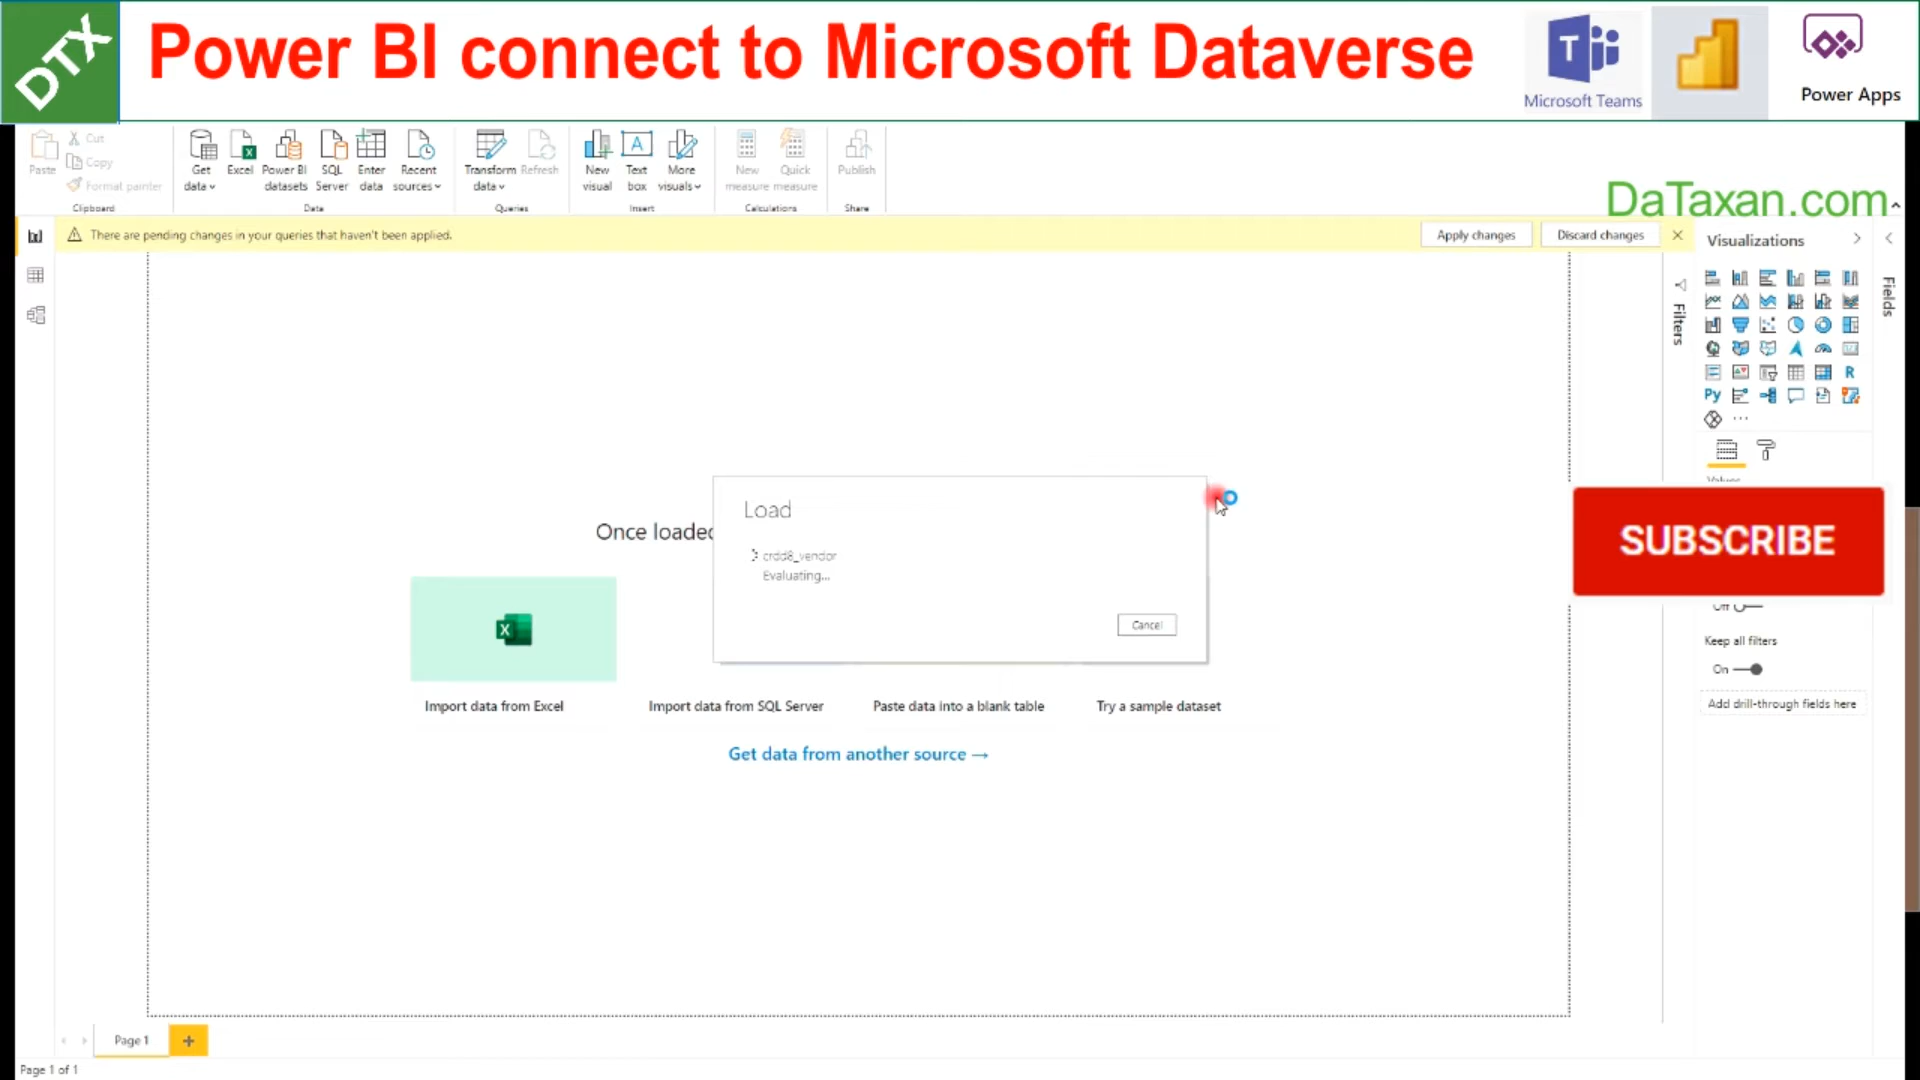 DTX
Power BI connect to Microsoft Dataverse
Microsoft Teams
Power Apps
Paste
Cut
Copy
Format painter
Clipboard
Get data
Excel
Power BI datasets
SQL Server
Enter data
Recent sources
Data
Transform data
Refresh
Queries
New visual
Text box
More visuals
Insert
New measure
Quick measure
Calculations
Publish
Share
DaTaxan.com
There are pending changes in your queries that haven't been applied.
Apply changes
Discard changes
Visualizations
Filters
Fields
R
Py
Values
Once loaded
Load
crdd8_vendor
Evaluating...
Cancel
SUBSCRIBE
Off
Keep all filters
On
Add drill-through fields here
Import data from Excel
Import data from SQL Server
Paste data into a blank table
Try a sample dataset
Get data from another source →
Page 1
Page 1 of 1